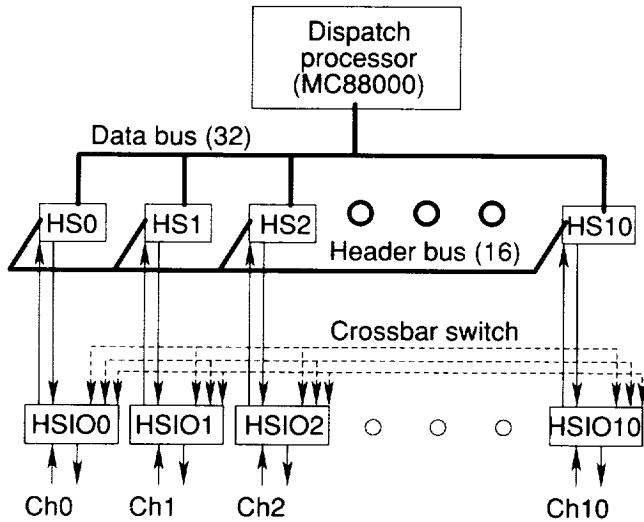 Dispatch
processor
(MC88000)
Data bus (32)
HS0 HS1 HS2 HS10
Header bus (16)
Crossbar switch
HSIO0 HSIO1 HSIO2 HSIO10
Ch0 Ch1 Ch2 Ch10